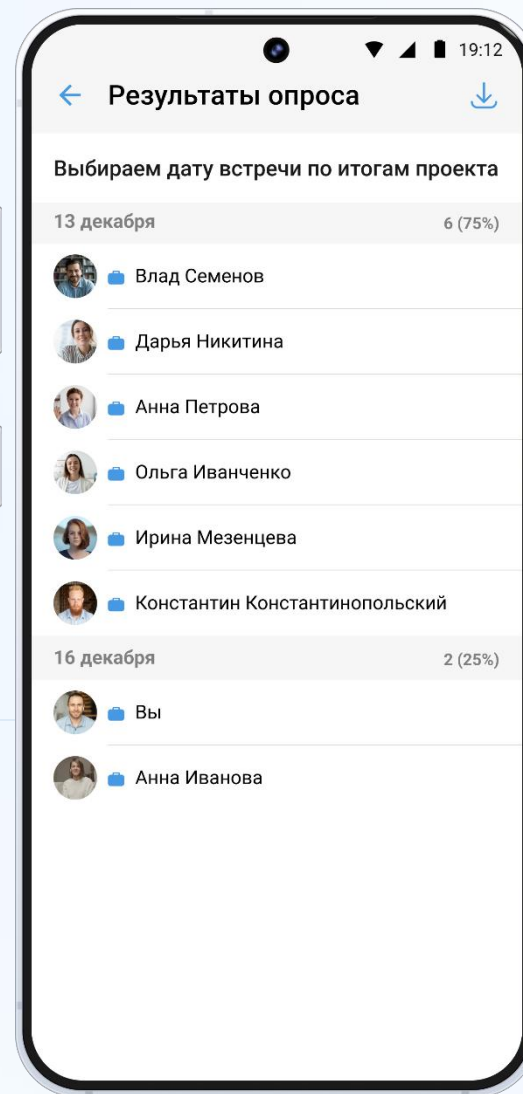 19:12
Результаты опроса
Выбираем дату встречи по итогам проекта
13 декабря 6 (75%)
Влад Семенов
Дарья Никитина
Анна Петрова
Ольга Иванченко
Ирина Мезенцева
Константин Константинопольский
16 декабря 2 (25%)
Вы
Анна Иванова